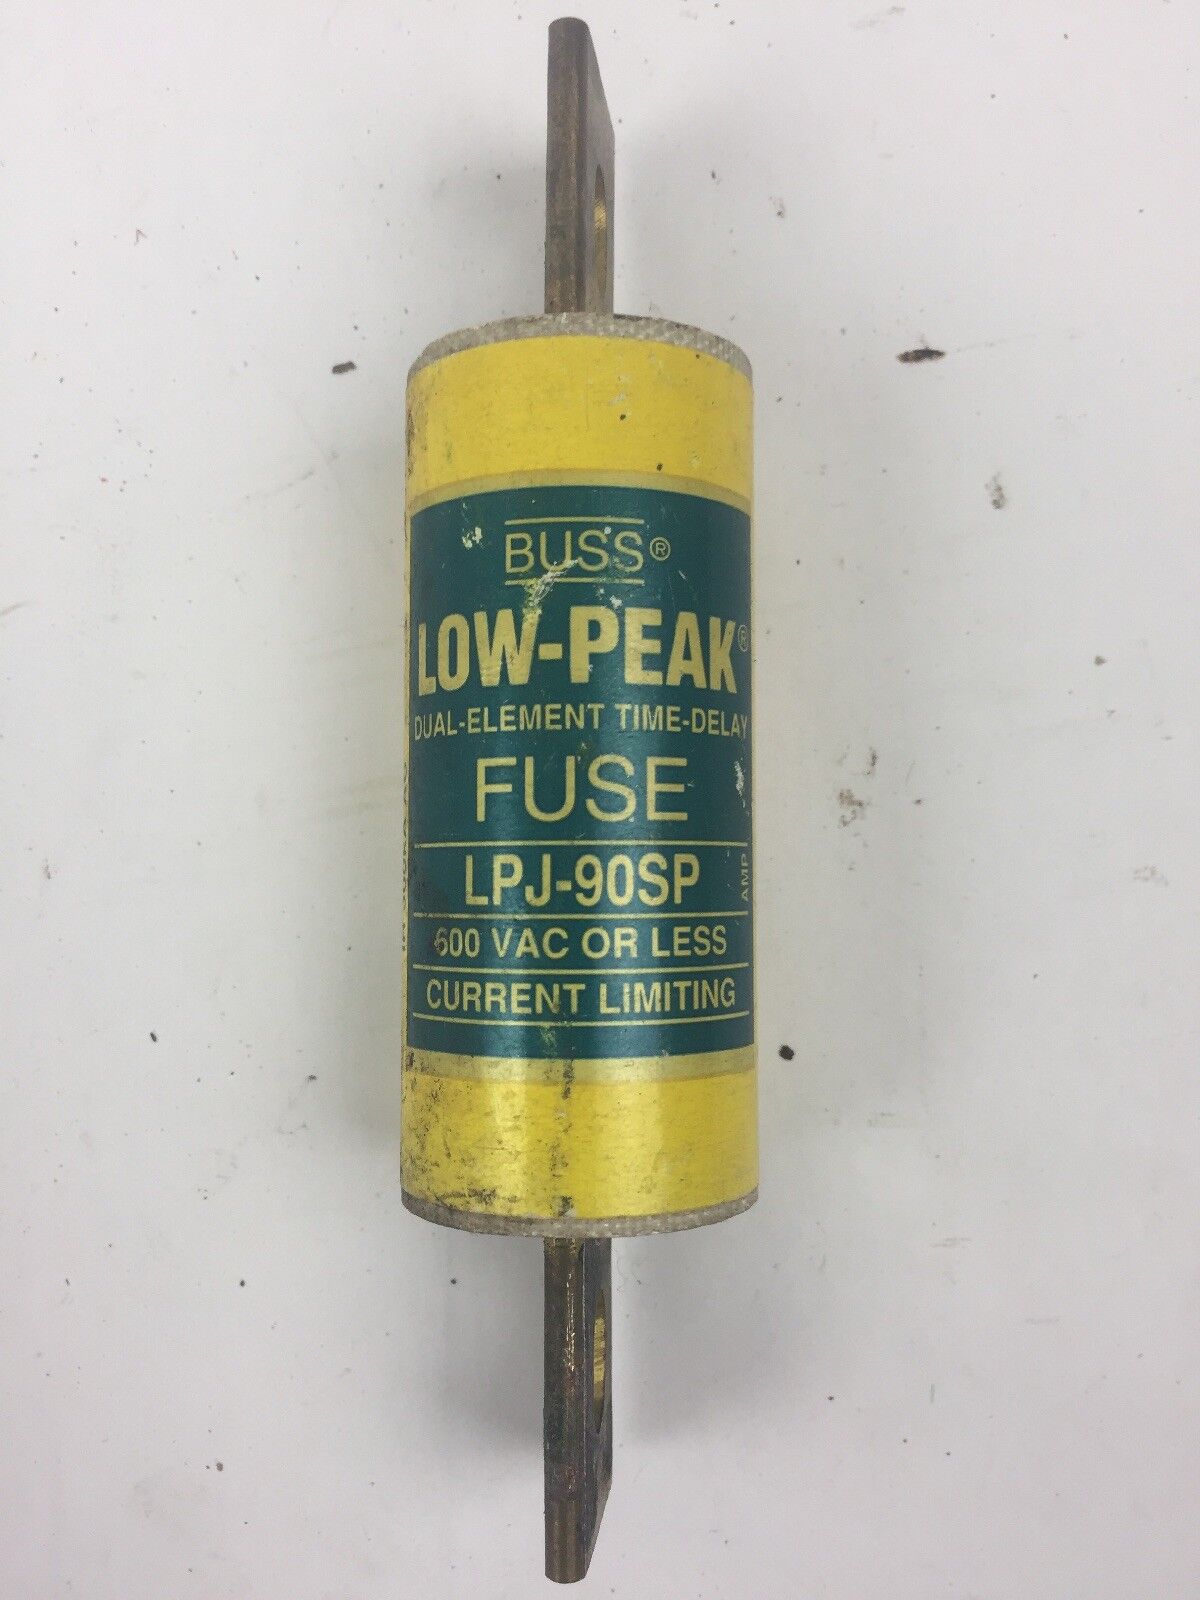 BUSS®
LOW-PEAK®
DUAL-ELEMENT TIME-DELAY
FUSE
LPJ-90SP
AMP
600 VAC OR LESS
CURRENT LIMITING